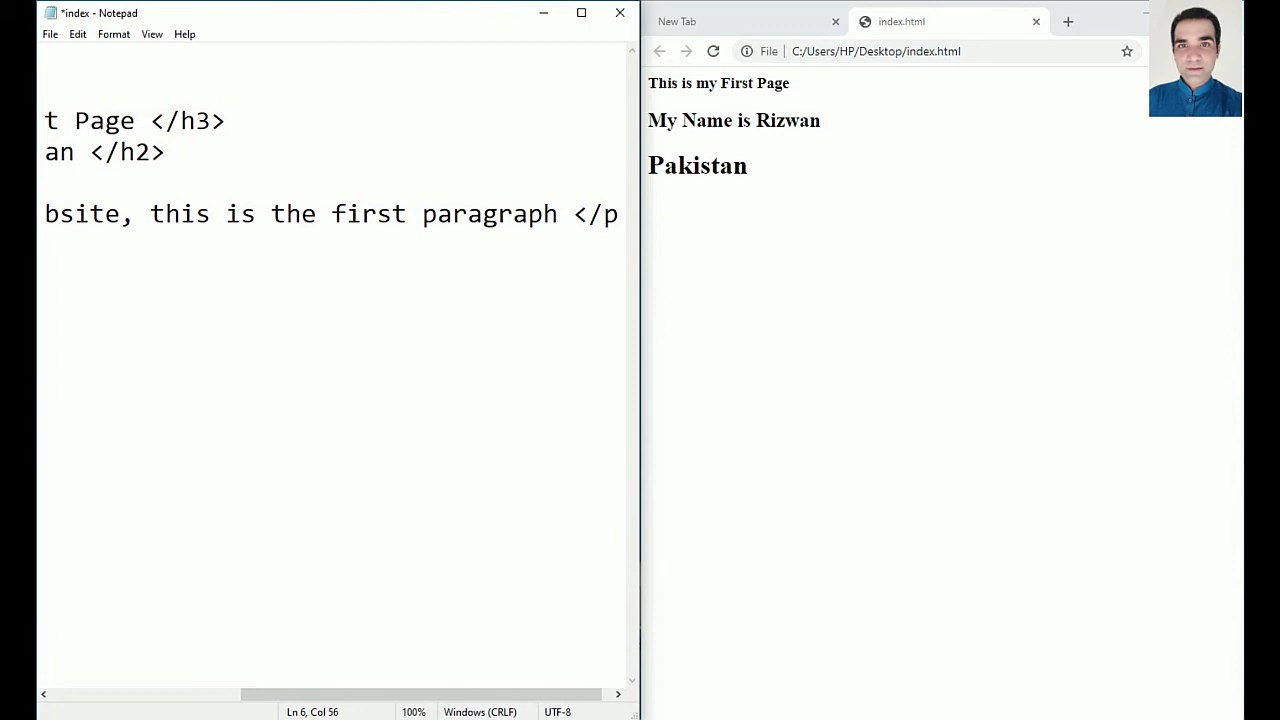 *index - Notepad
File Edit Format View Help
t Page </h3>
an </h2>
bsite, this is the first paragraph </p
Ln 6, Col 56 100% Windows (CRLF) UTF-8
New Tab index.html
File C:/Users/HP/Desktop/index.html
This is my First Page
My Name is Rizwan
Pakistan